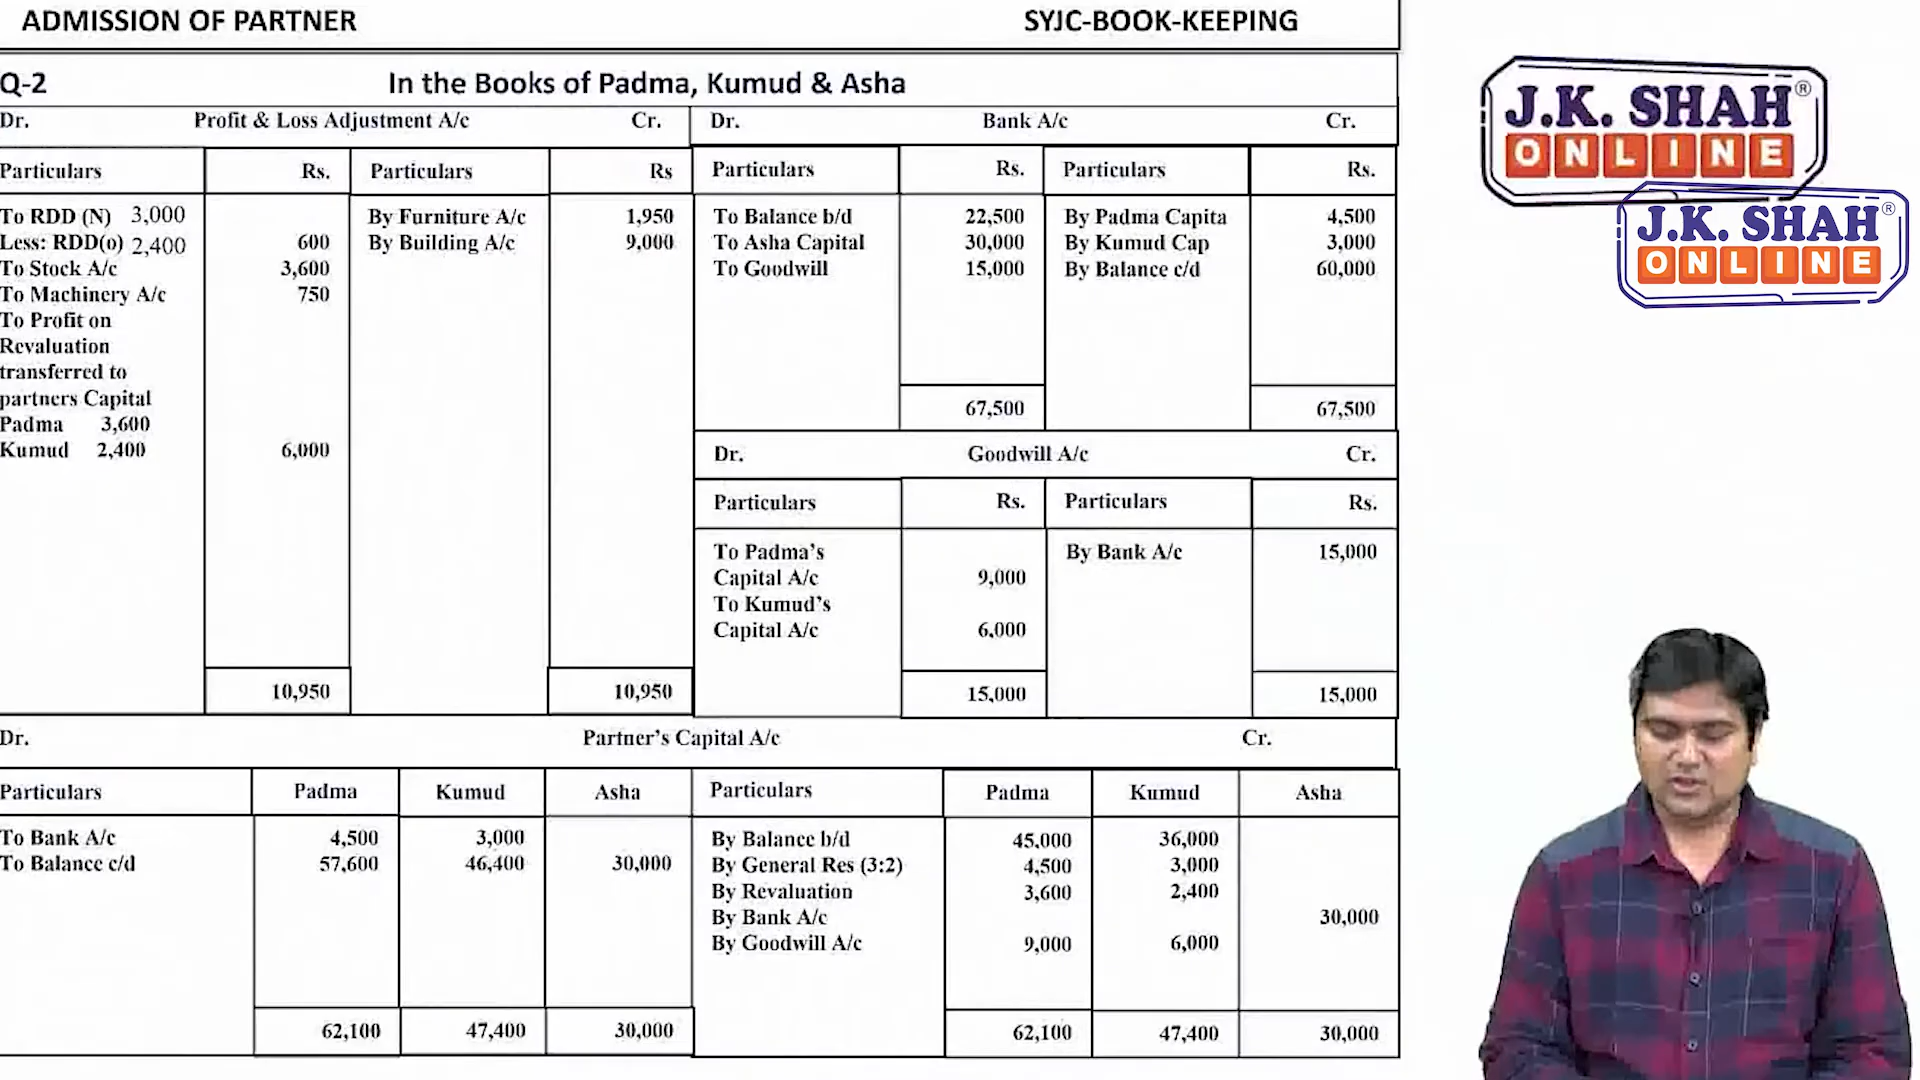 ADMISSION OF PARTNER SYJC-BOOK-KEEPING
Q-2 In the Books of Padma, Kumud & Asha
Dr. Profit & Loss Adjustment A/c Cr.
Particulars Rs. Particulars Rs
To RDD (N) 3,000 By Furniture A/c 1,950
Less: RDD(o) 2,400 600 By Building A/c 9,000
To Stock A/c 3,600
To Machinery A/c 750
To Profit on
Revaluation
transferred to
partners Capital
Padma 3,600
Kumud 2,400 6,000
10,950 10,950
Dr. Bank A/c Cr.
Particulars Rs. Particulars Rs.
To Balance b/d 22,500 By Padma Capita 4,500
To Asha Capital 30,000 By Kumud Cap 3,000
To Goodwill 15,000 By Balance c/d 60,000
67,500 67,500
Dr. Goodwill A/c Cr.
Particulars Rs. Particulars Rs.
To Padma's By Bank A/c 15,000
Capital A/c 9,000
To Kumud's
Capital A/c 6,000
15,000 15,000
Dr. Partner's Capital A/c Cr.
Particulars Padma Kumud Asha Particulars Padma Kumud Asha
To Bank A/c 4,500 3,000 By Balance b/d 45,000 36,000
To Balance c/d 57,600 46,400 30,000 By General Res (3:2) 4,500 3,000
By Revaluation 3,600 2,400
By Bank A/c 30,000
By Goodwill A/c 9,000 6,000
62,100 47,400 30,000 62,100 47,400 30,000
J.K. SHAH®
ONLINE
J.K. SHAH®
ONLINE